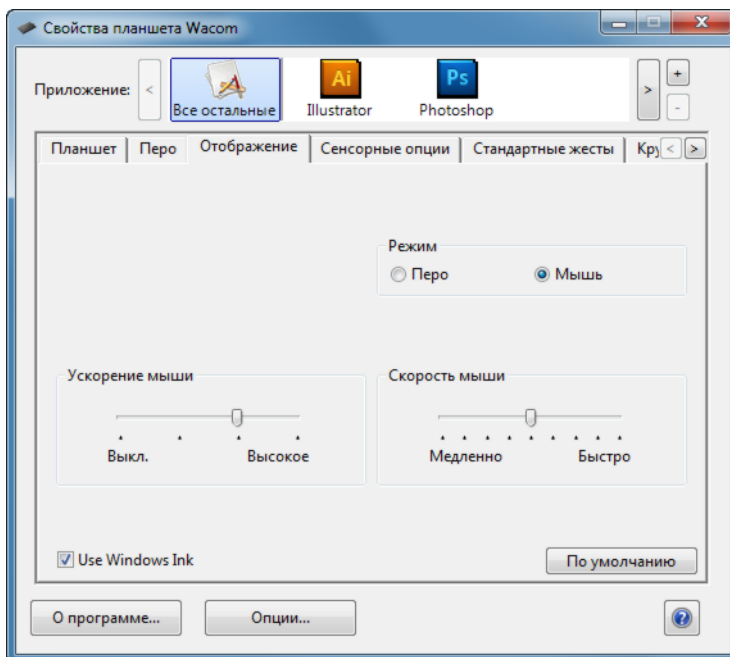 Свойства планшета Wacom
Приложение:
<
Все остальные
Ai
Illustrator
Ps
Photoshop
>
+
-
Планшет
Перо
Отображение
Сенсорные опции
Стандартные жесты
< >
Режим
Перо
Мышь
Ускорение мыши
Выкл. Высокое
Скорость мыши
Медленно Быстро
Use Windows Ink
По умолчанию
О программе...
Опции...
?